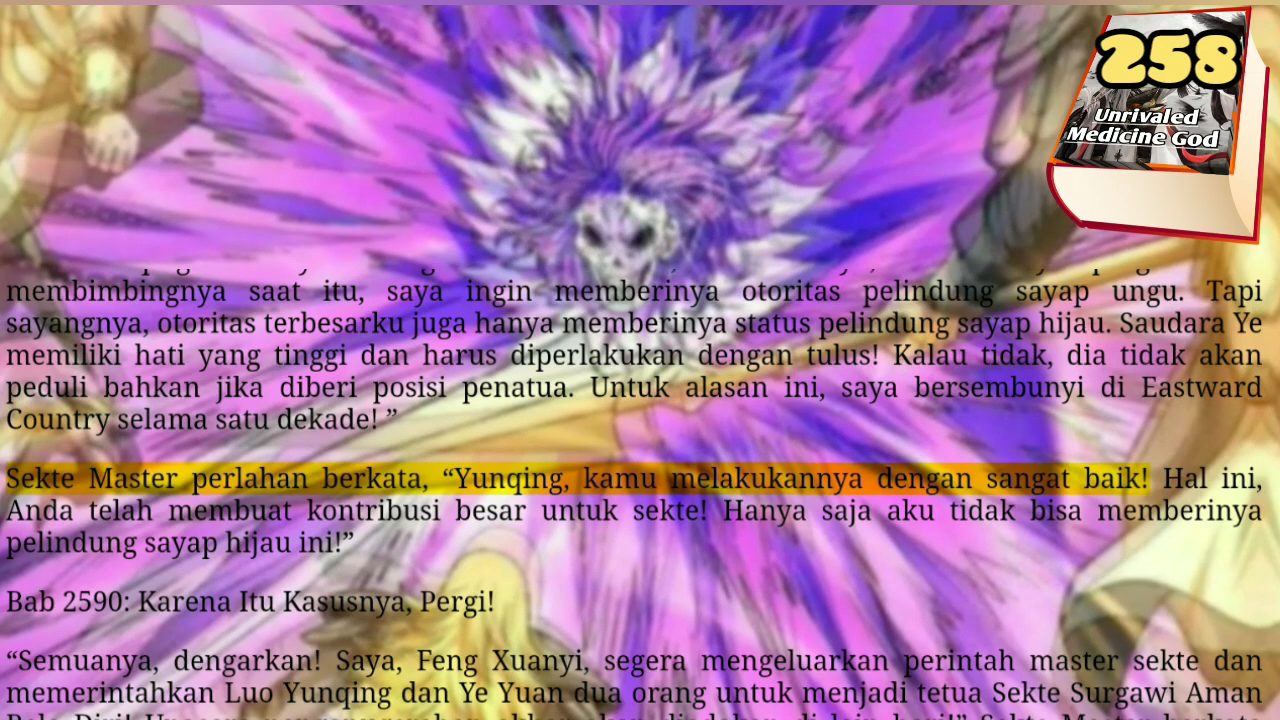 258
Unrivaled
Medicine God
membimbingnya saat itu, saya ingin memberinya otoritas pelindung sayap ungu. Tapi
sayangnya, otoritas terbesarku juga hanya memberinya status pelindung sayap hijau. Saudara Ye
memiliki hati yang tinggi dan harus diperlakukan dengan tulus! Kalau tidak, dia tidak akan
peduli bahkan jika diberi posisi penatua. Untuk alasan ini, saya bersembunyi di Eastward
Country selama satu dekade! ”
Sekte Master perlahan berkata, “Yunqing, kamu melakukannya dengan sangat baik! Hal ini,
Anda telah membuat kontribusi besar untuk sekte! Hanya saja aku tidak bisa memberinya
pelindung sayap hijau ini!”
Bab 2590: Karena Itu Kasusnya, Pergi!
“Semuanya, dengarkan! Saya, Feng Xuanyi, segera mengeluarkan perintah master sekte dan
memerintahkan Luo Yunqing dan Ye Yuan dua orang untuk menjadi tetua Sekte Surgawi Aman